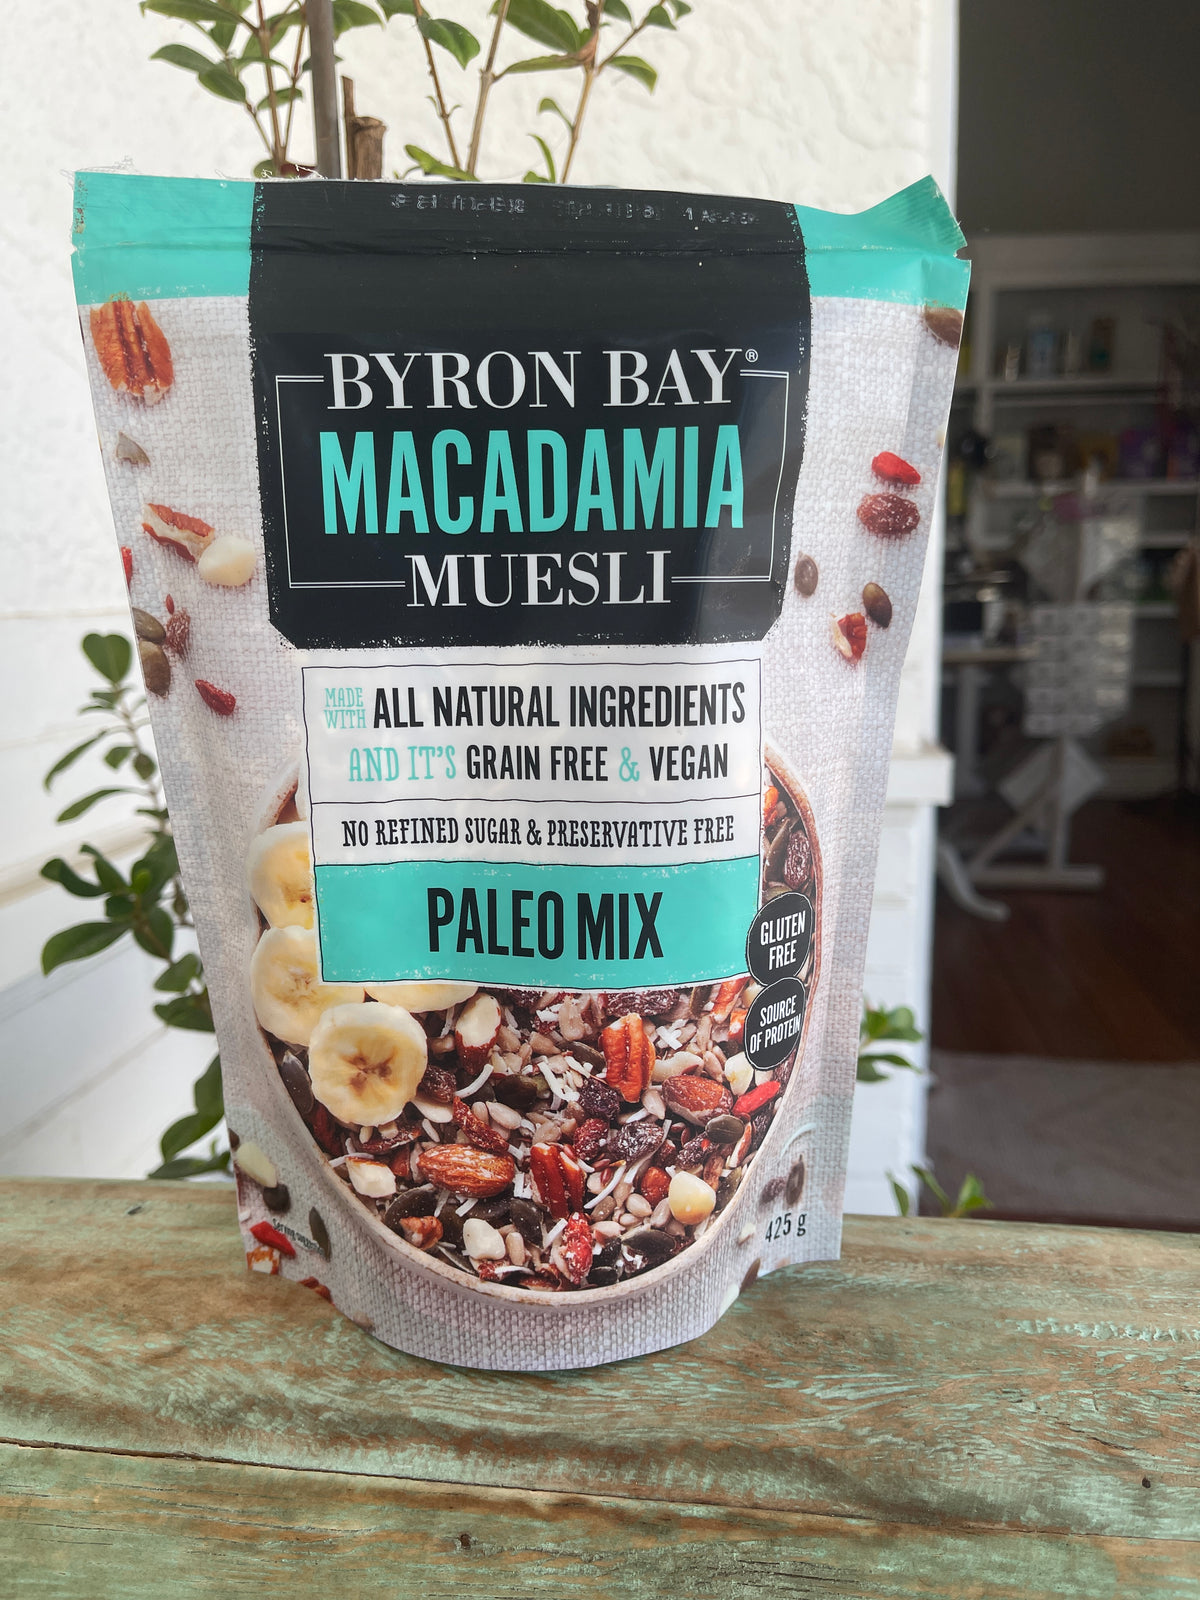 BYRON BAY®
MACADAMIA
MUESLI
MADE WITH ALL NATURAL INGREDIENTS
AND IT'S GRAIN FREE & VEGAN
NO REFINED SUGAR & PRESERVATIVE FREE
PALEO MIX
GLUTEN
FREE
SOURCE
OF PROTEIN
425 g